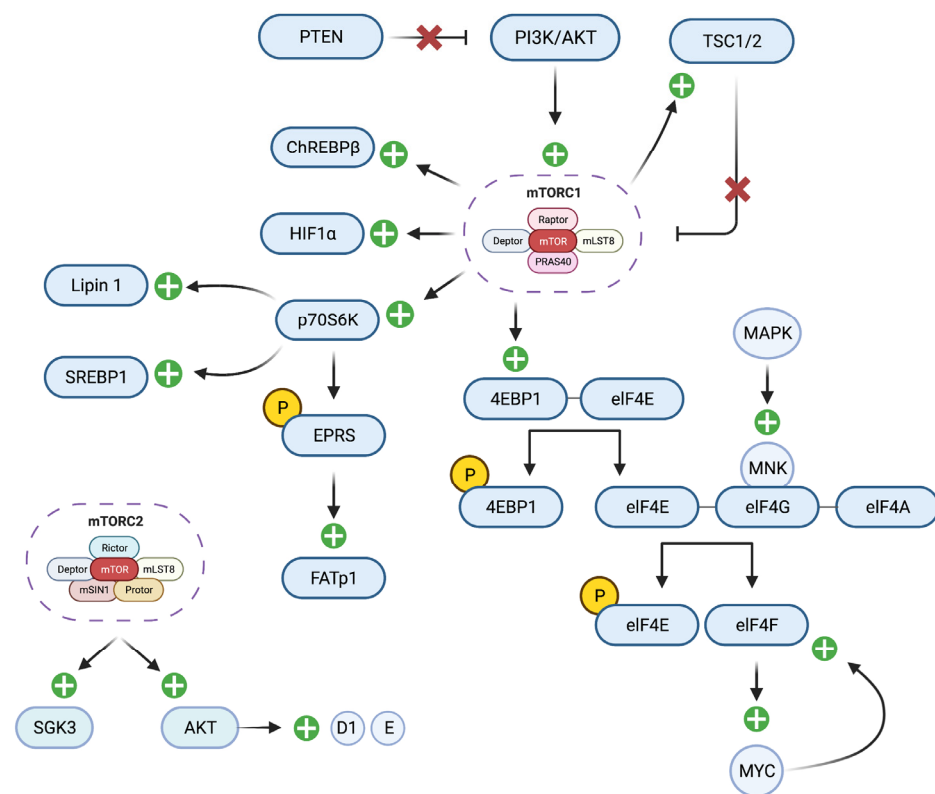 PTEN
PI3K/AKT
TSC1/2
ChREBPβ
mTORC1
Raptor
Deptor
mTOR
mLST8
PRAS40
HIF1α
Lipin 1
p70S6K
MAPK
SREBP1
4EBP1
eIF4E
P
EPRS
MNK
P
4EBP1
eIF4E
eIF4G
eIF4A
mTORC2
Rictor
Deptor
mTOR
mLST8
mSIN1
Protor
FATp1
P
eIF4E
eIF4F
SGK3
AKT
D1
E
MYC